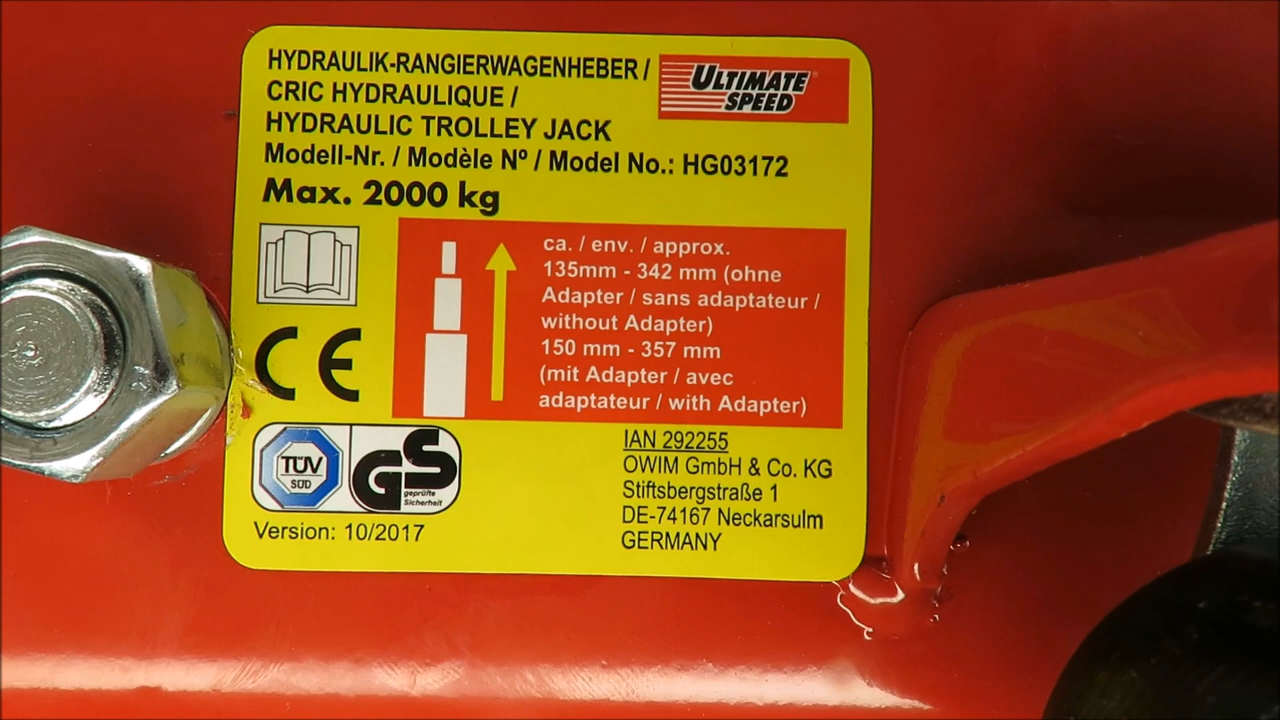 HYDRAULIK-RANGIERWAGENHEBER /
CRIC HYDRAULIQUE /
HYDRAULIC TROLLEY JACK
Modell-Nr. / Modèle Nº / Model No.: HG03172
Max. 2000 kg
ULTIMATE
SPEED
ca. / env. / approx.
135mm - 342 mm (ohne
Adapter / sans adaptateur /
without Adapter)
150 mm - 357 mm
(mit Adapter / avec
adaptateur / with Adapter)
CE
TÜV
SÜD
GS
geprüfte
Sicherheit
Version: 10/2017
IAN 292255
OWIM GmbH & Co. KG
Stiftsbergstraße 1
DE-74167 Neckarsulm
GERMANY